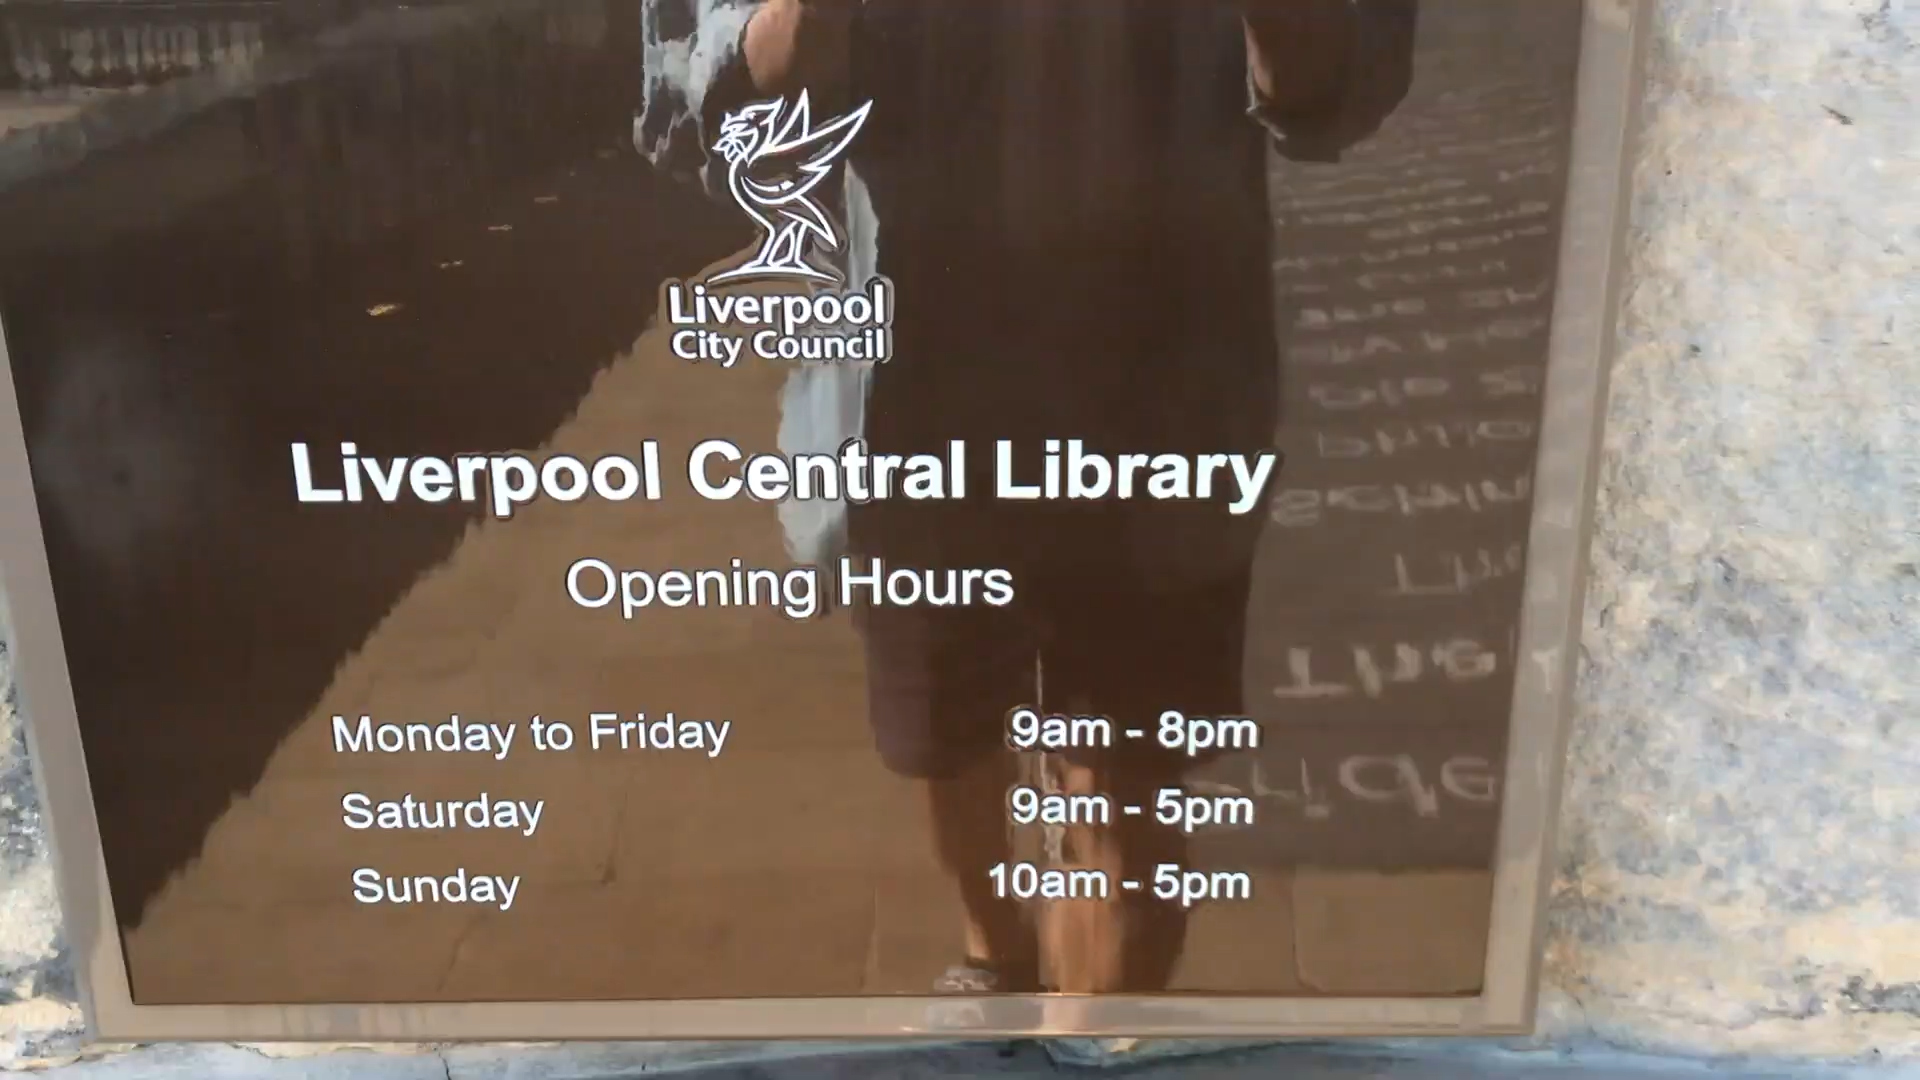 Liverpool
City Council
Liverpool Central Library
Opening Hours
Monday to Friday 9am - 8pm
Saturday 9am - 5pm
Sunday 10am - 5pm